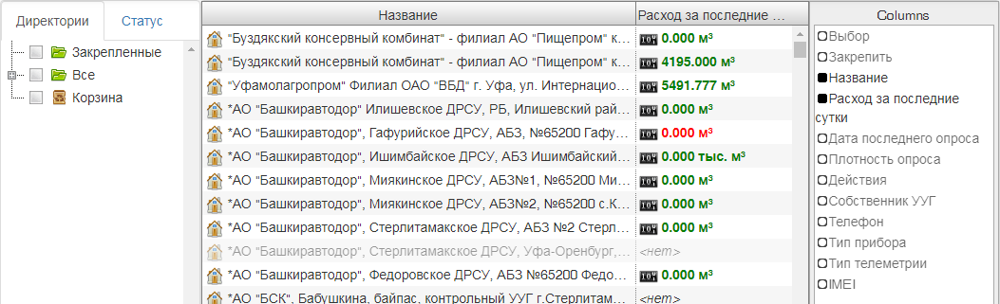 Директории Статус
Закрепленные
Все
Корзина
Название Расход за последние ...
"Буздякский консервный комбинат" - филиал АО "Пищепром" к... 0.000 м³
"Буздякский консервный комбинат" - филиал АО "Пищепром" к... 4195.000 м³
"Уфамолагропром" Филиал ОАО "ВБД" г. Уфа, ул. Интернацио... 5491.777 м³
*АО "Башкиравтодор" Илишевское ДРСУ, РБ, Илишевский рай... 0.000 м³
*АО "Башкиравтодор", Гафурийское ДРСУ, АБЗ, №65200 Гафу... 0.000 м³
*АО "Башкиравтодор", Ишимбайское ДРСУ, АБЗ Ишимбайский... 0.000 тыс. м³
*АО "Башкиравтодор", Миякинское ДРСУ, АБЗ№1, №65200 Ми... 0.000 м³
*АО "Башкиравтодор", Миякинское ДРСУ, АБЗ№2, №65200 с.К... 0.000 м³
*АО "Башкиравтодор", Стерлитамакское ДРСУ, АБЗ №2 Стерл... 0.000 м³
*АО "Башкиравтодор", Стерлитамакское ДРСУ, Уфа-Оренбург,... <нет>
*АО "Башкиравтодор", Федоровское ДРСУ, АБЗ №65200 Федо... 0.000 м³
*АО "БСК", Бабушкина, байпас, контрольный УУГ г.Стерлитам... <нет>
Columns
Выбор
Закрепить
Название
Расход за последние
сутки
Дата последнего опроса
Плотность опроса
Действия
Собственник УУГ
Телефон
Тип прибора
Тип телеметрии
IMEI